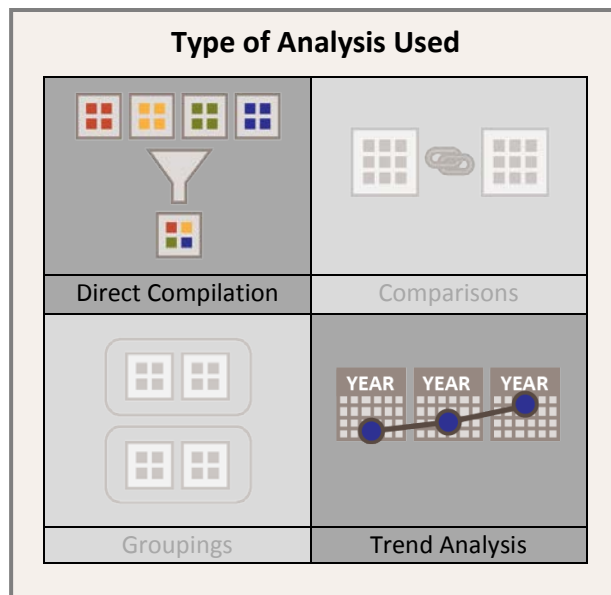 Type of Analysis Used
Direct Compilation
Comparisons
YEAR YEAR YEAR
Groupings
Trend Analysis